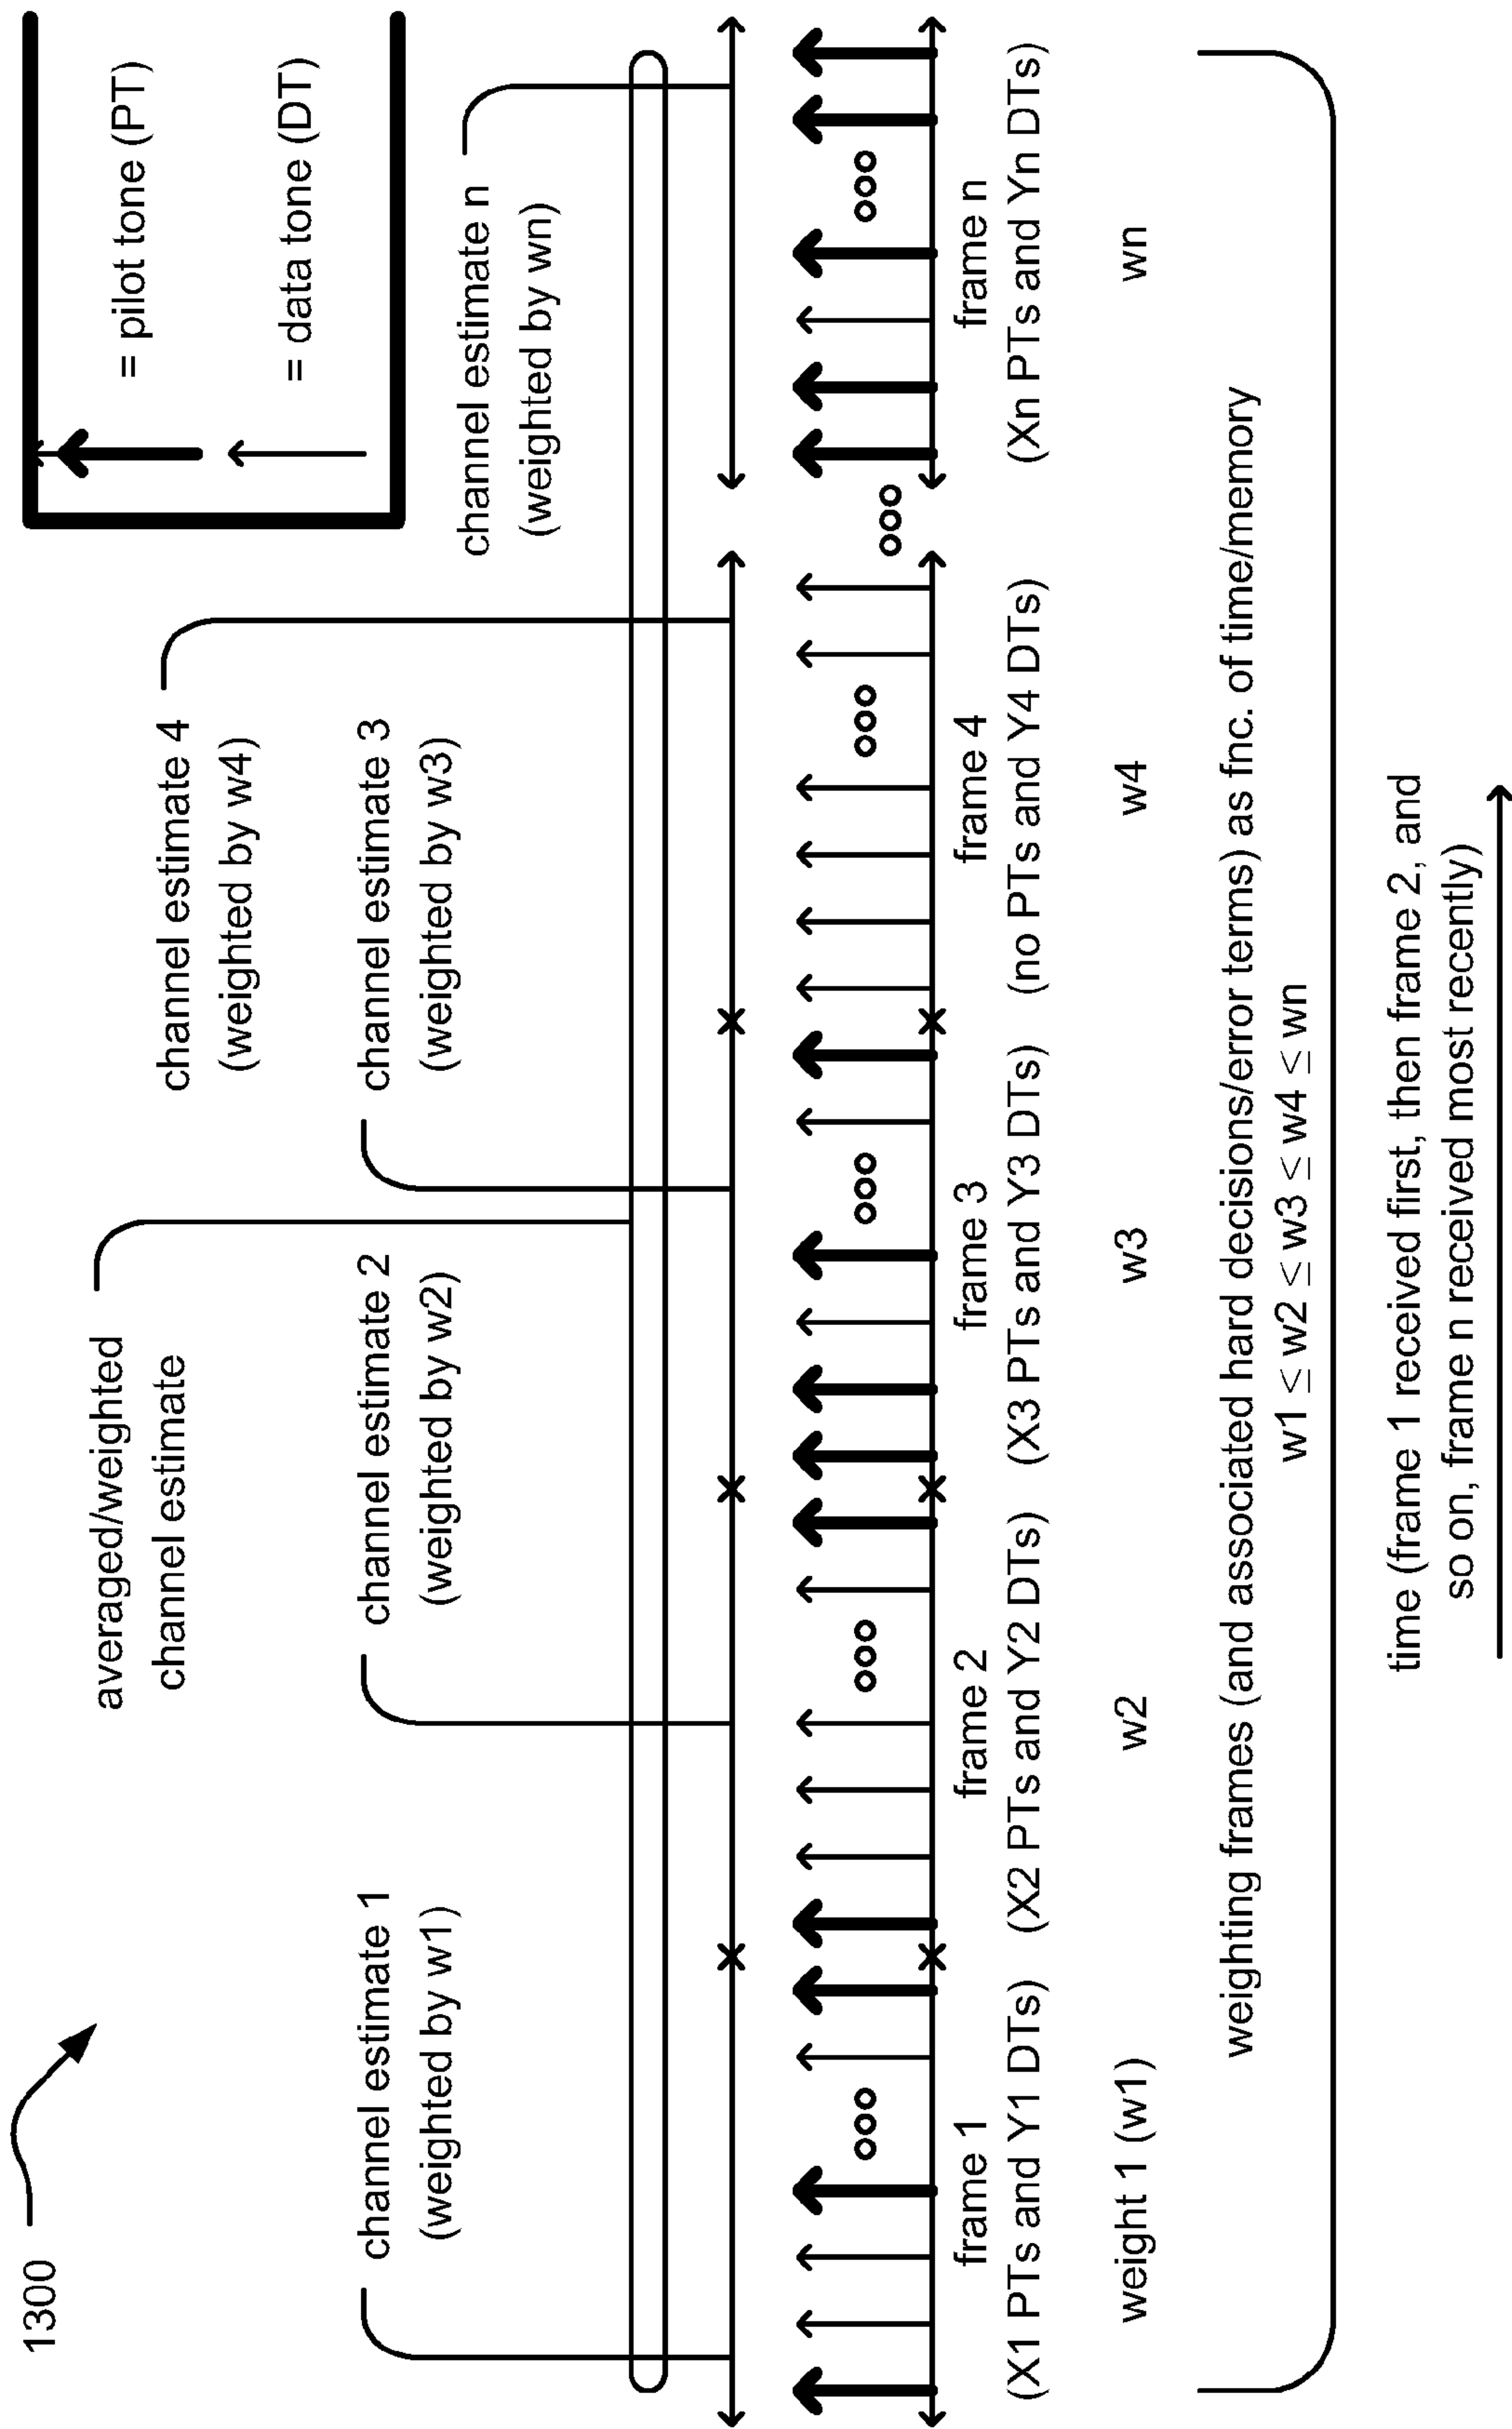 1300
= pilot tone (PT)
= data tone (DT)
averaged/weighted
channel estimate
channel estimate 4
(weighted by w4)
channel estimate 1
(weighted by w1)
channel estimate 2
(weighted by w2)
channel estimate 3
(weighted by w3)
channel estimate n
(weighted by wn)
frame 1
(X1 PTs and Y1 DTs)
frame 2
(X2 PTs and Y2 DTs)
frame 3
(X3 PTs and Y3 DTs)
frame 4
(no PTs and Y4 DTs)
frame n
(Xn PTs and Yn DTs)
weight 1 (w1)
w2
w3
w4
wn
weighting frames (and associated hard decisions/error terms) as fnc. of time/memory
w1 ≤ w2 ≤ w3 ≤ w4 ≤ wn
time (frame 1 received first, then frame 2, and
so on, frame n received most recently)